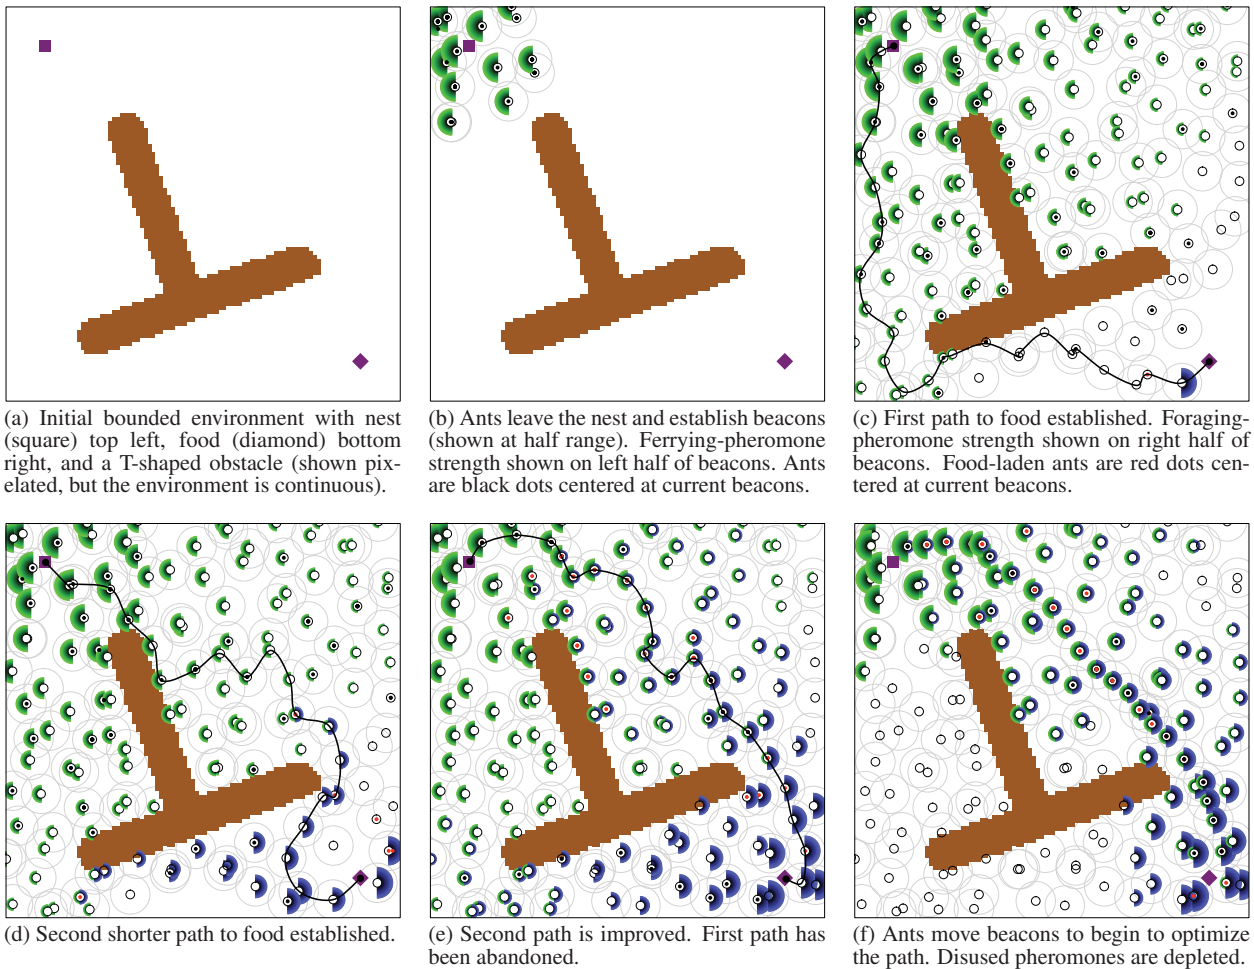 (a) Initial bounded environment with nest
(square) top left, food (diamond) bottom
right, and a T-shaped obstacle (shown pix-
elated, but the environment is continuous).
(b) Ants leave the nest and establish beacons
(shown at half range). Ferrying-pheromone
strength shown on left half of beacons. Ants
are black dots centered at current beacons.
(c) First path to food established. Foraging-
pheromone strength shown on right half of
beacons. Food-laden ants are red dots cen-
tered at current beacons.
(d) Second shorter path to food established.
(e) Second path is improved. First path has
been abandoned.
(f) Ants move beacons to begin to optimize
the path. Disused pheromones are depleted.